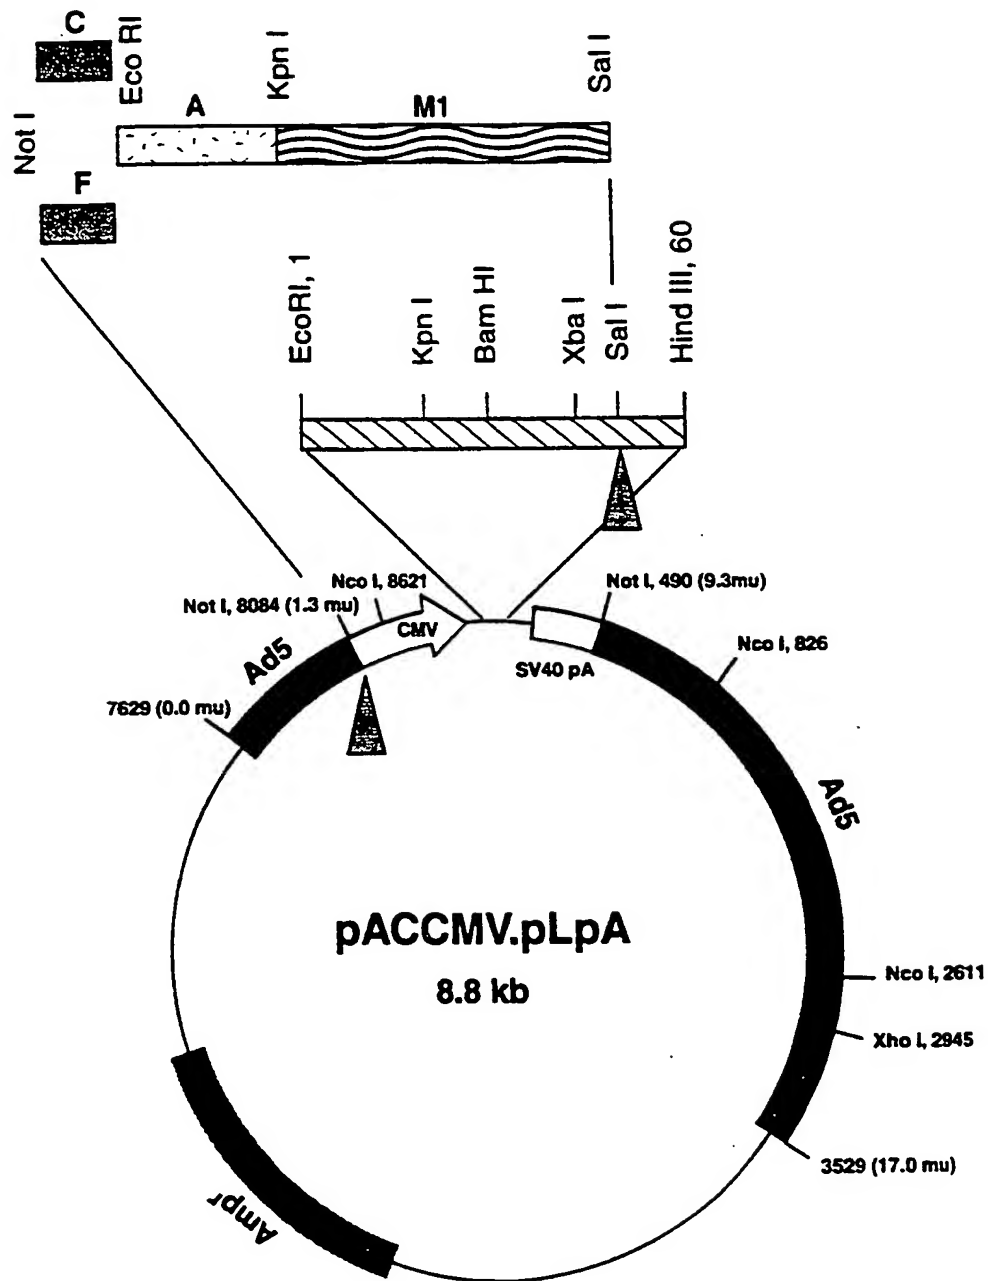 C
Eco RI
Kpn I
Sal I
Not I
A
M1
F
EcoRI, 1
Kpn I
Bam HI
Xba I
Sal I
Hind III, 60
Nco I, 8621
Not I, 8084 (1.3 mu)
CMV
Not I, 490 (9.3mu)
SV40 pA
Nco I, 826
Ad5
7629 (0.0 mu)
Ad5
pACCMV.pLpA
8.8 kb
Nco I, 2611
Xho I, 2945
3529 (17.0 mu)
Ampr